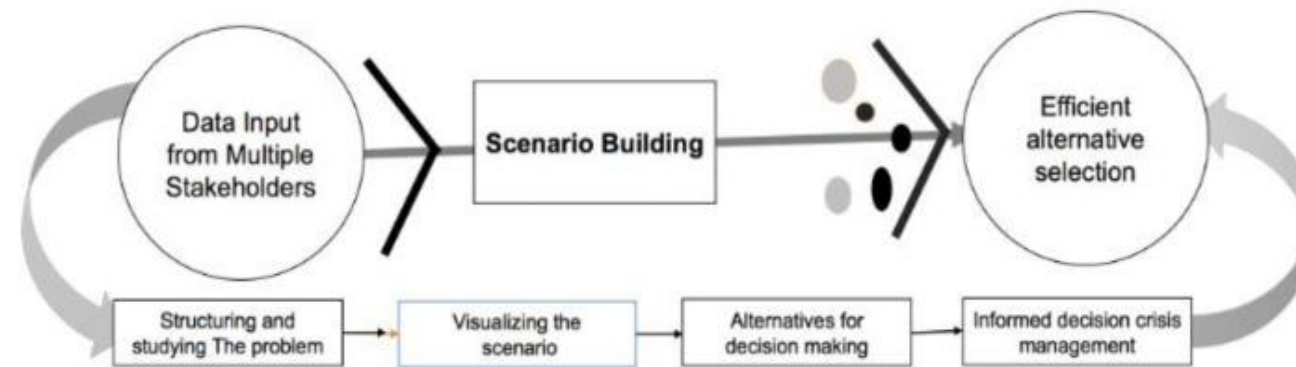 Data Input
from Multiple
Stakeholders
Scenario Building
Efficient
alternative
selection
Structuring and
studying The problem
Visualizing the
scenario
Alternatives for
decision making
Informed decision crisis
management